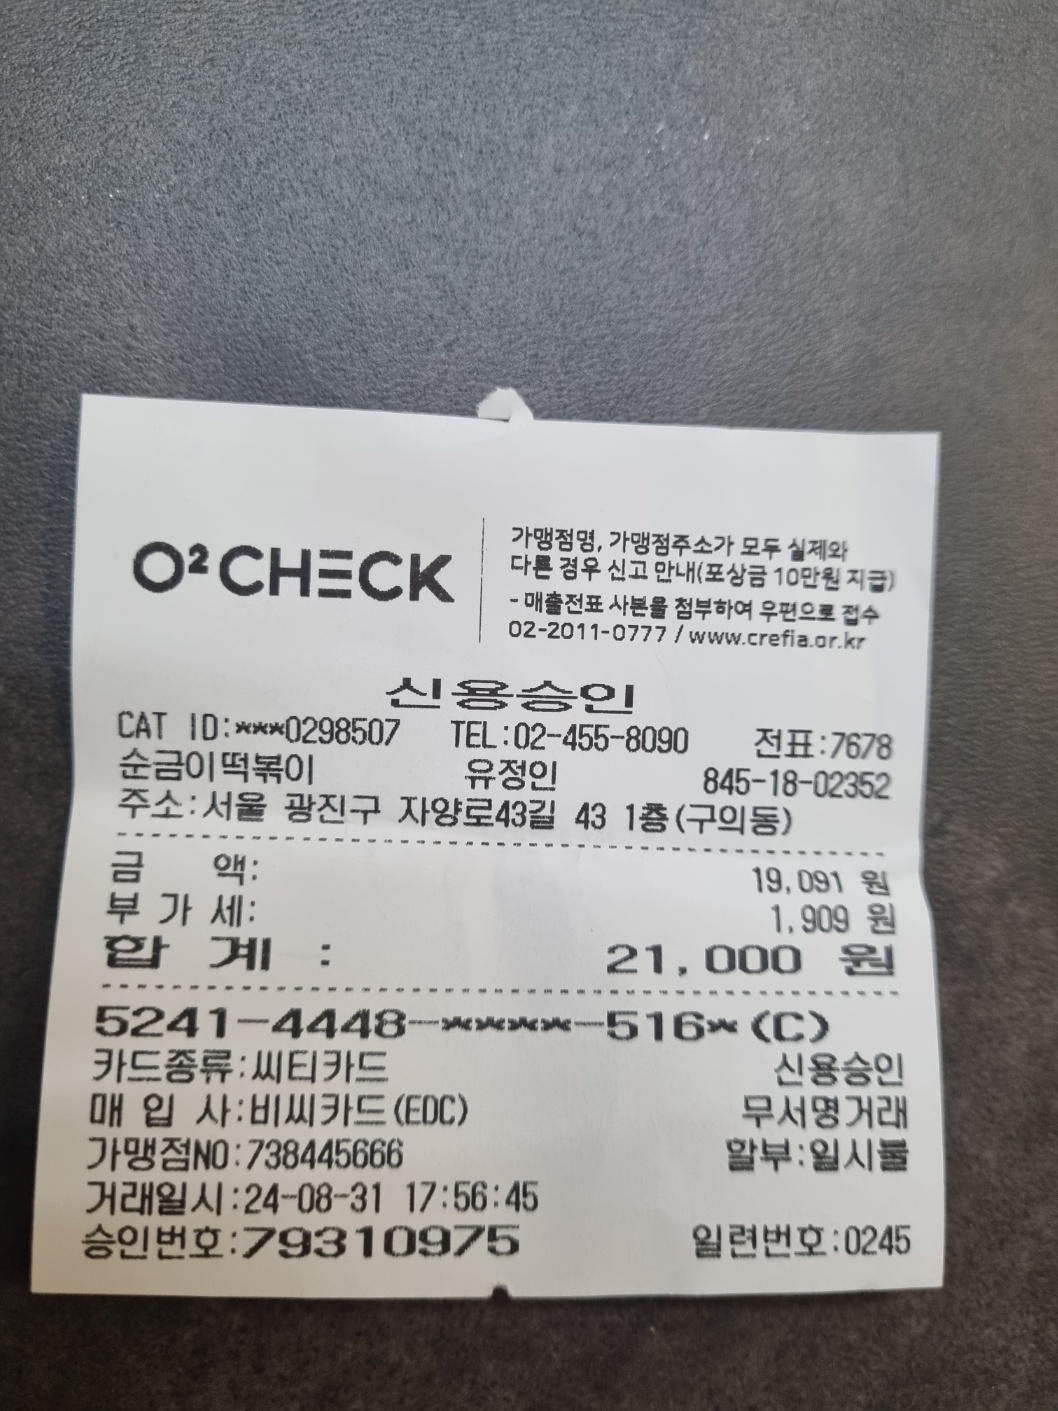 O²CHECK
가맹점명, 가맹점주소가 모두 실제와
다른 경우 신고 안내(포상금 10만원 지급)
- 매출전표 사본을 첨부하여 우편으로 접수
02-2011-0777 / www.crefia.or.kr
신용승인
CAT ID:***0298507 TEL:02-455-8090 전표:7678
순금이떡볶이 유정인 845-18-02352
주소:서울 광진구 자양로43길 43 1층(구의동)
금 액: 19,091 원
부 가 세: 1,909 원
합 계 : 21,000 원
5241-4448-****-516*(C)
카드종류:씨티카드 신용승인
매 입 사:비씨카드(EDC) 무서명거래
가맹점NO:738445666 할부:일시불
거래일시:24-08-31 17:56:45
승인번호:79310975 일련번호:0245